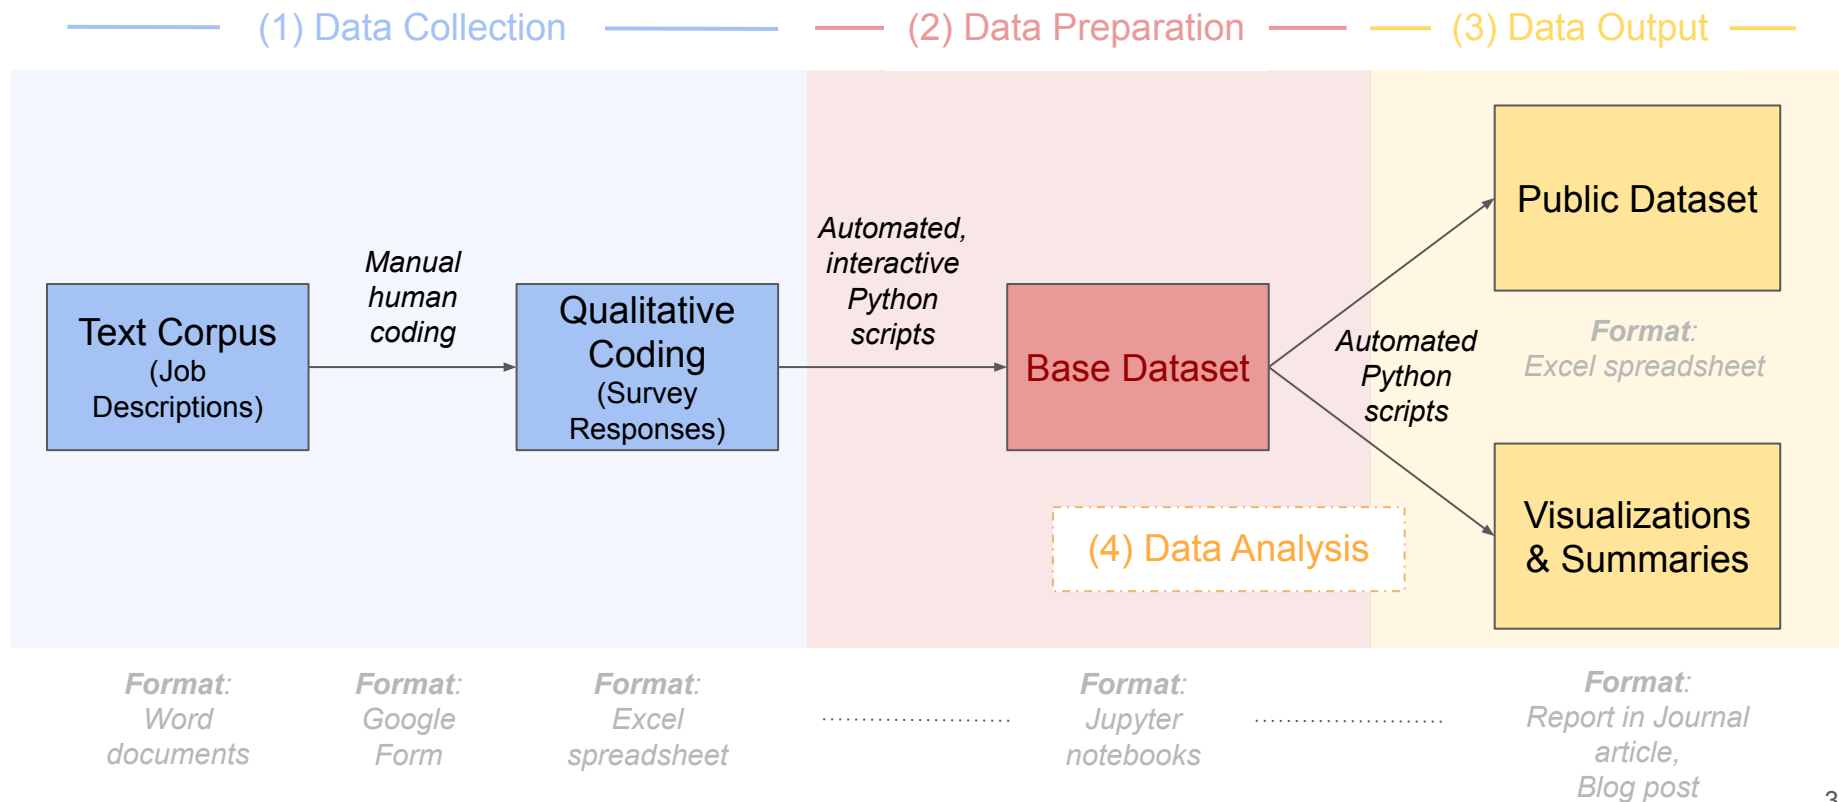 (1) Data Collection
(2) Data Preparation
(3) Data Output
Text Corpus
(Job
Descriptions)
Manual
human
coding
Qualitative
Coding
(Survey
Responses)
Automated,
interactive
Python
scripts
Base Dataset
Automated
Python
scripts
Public Dataset
Format:
Excel spreadsheet
Visualizations
& Summaries
(4) Data Analysis
Format:
Word
documents
Format:
Google
Form
Format:
Excel
spreadsheet
Format:
Jupyter
notebooks
Format:
Report in Journal
article,
Blog post
3